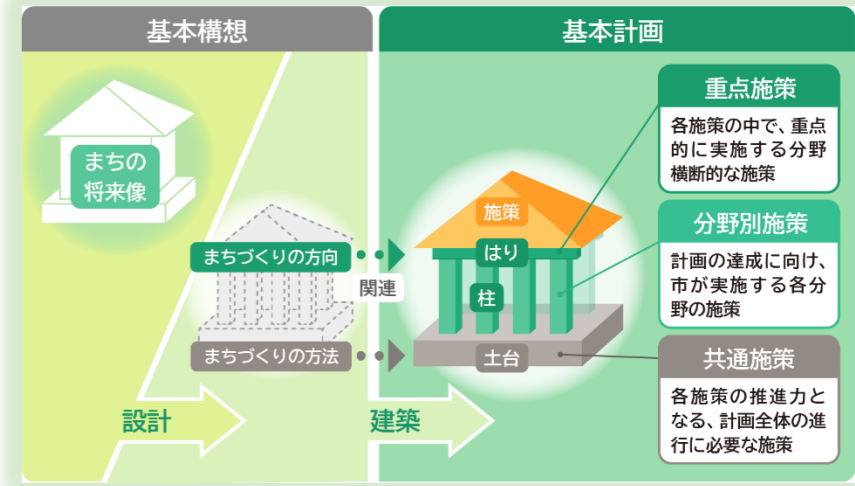 基本構想
基本計画
まちの
将来像
まちづくりの方向
関連
まちづくりの方法
設計
建築
施策
はり
柱
土台
重点施策
各施策の中で、重点
的に実施する分野
横断的な施策
分野別施策
計画の達成に向け、
市が実施する各分
野の施策
共通施策
各施策の推進力と
なる、計画全体の進
行に必要な施策